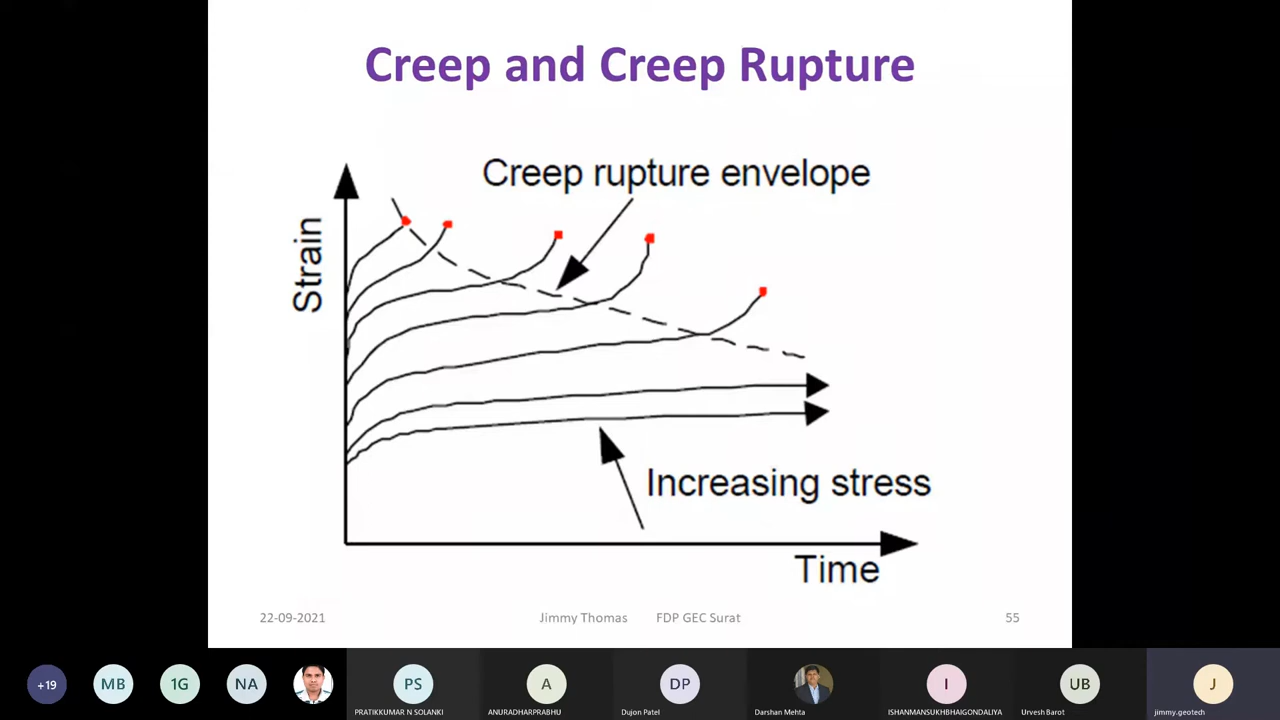 Creep and Creep Rupture
Creep rupture envelope
Strain
Increasing stress
Time
22-09-2021 Jimmy Thomas FDP GEC Surat 55
+19 MB 1G NA PS A DP I UB J
PRATIKKUMAR N SOLANKI ANURADHARPRABHU Dujon Patel Darshan Mehta ISHANMANSUKHBHAIGONDALIYA Urvesh Barot jimmy.geotech